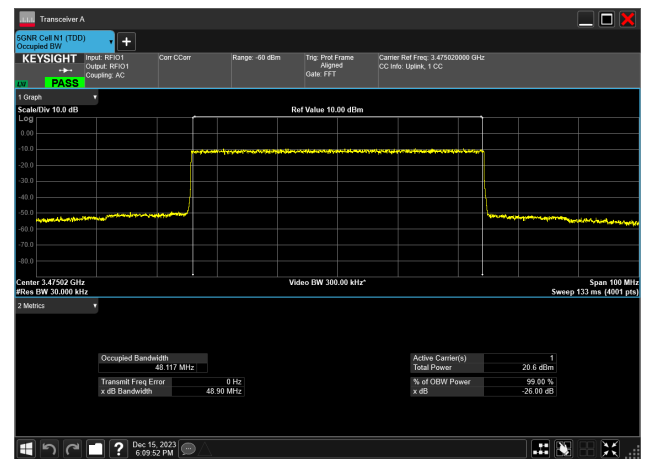 Transceiver A
5GNR Cell N1 (TDD)
Occupied BW
+
KEYSIGHT
Input: RFIO1
Output: RFIO1
Coupling: AC
Corr CCorr
Range: -60 dBm
Trig: Prot Frame
Aligned
Gate: FFT
Carrier Ref Freq: 3.475020000 GHz
CC Info: Uplink, 1 CC
PASS
1 Graph
Scale/Div 10.0 dB
Ref Value 10.00 dBm
Log
0.00
-10.0
-20.0
-30.0
-40.0
-50.0
-60.0
-70.0
-80.0
Center 3.47502 GHz
Video BW 300.00 kHz*
Span 100 MHz
#Res BW 30.000 kHz
Sweep 133 ms (4001 pts)
2 Metrics
Occupied Bandwidth
48.117 MHz
Transmit Freq Error 0 Hz
x dB Bandwidth 48.90 MHz
Active Carrier(s) 1
Total Power 20.6 dBm
% of OBW Power 99.00 %
x dB -26.00 dB
?
Dec 15, 2023
6:09:52 PM